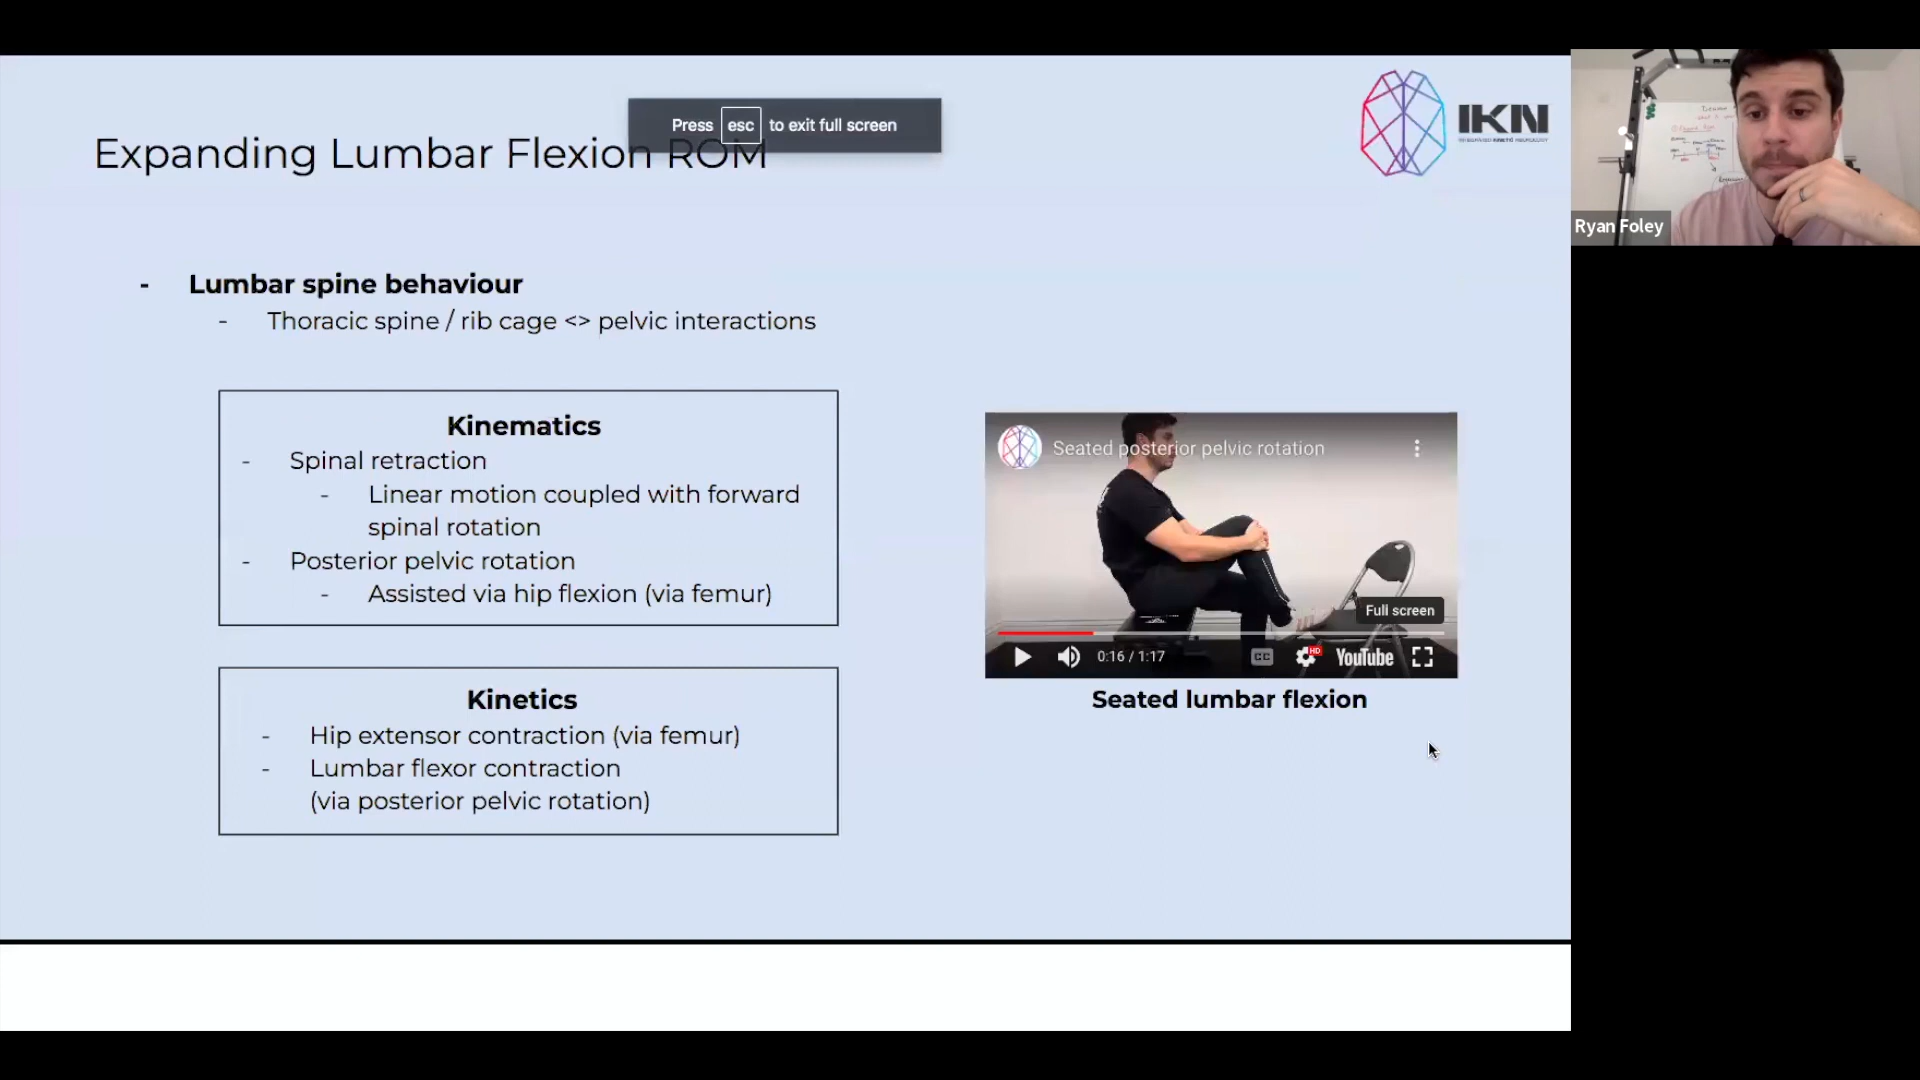 Press esc to exit full screen
Expanding Lumbar Flexion ROM
IKN
Ryan Foley
- Lumbar spine behaviour
- Thoracic spine / rib cage <> pelvic interactions
Kinematics
- Spinal retraction
- Linear motion coupled with forward
spinal rotation
- Posterior pelvic rotation
- Assisted via hip flexion (via femur)
Kinetics
- Hip extensor contraction (via femur)
- Lumbar flexor contraction
(via posterior pelvic rotation)
Seated posterior pelvic rotation
Full screen
0:16 / 1:17
CC
HD
YouTube
Seated lumbar flexion